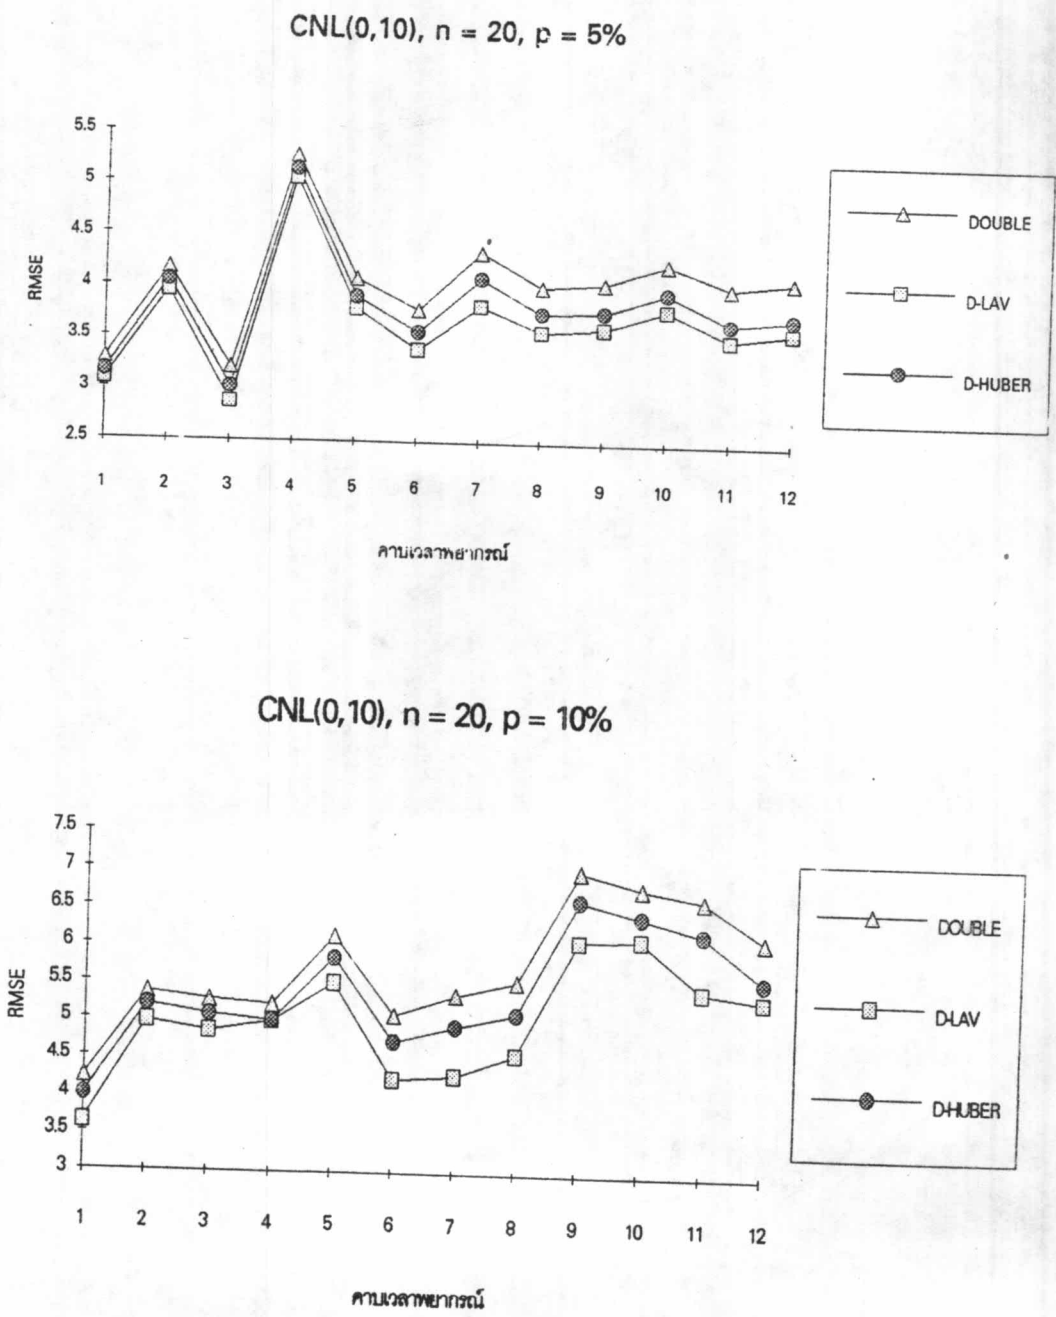 CNL(0,10), n = 20, p = 5%
5.5
5
4.5
4
3.5
3
2.5
RMSE
1 2 3 4 5 6 7 8 9 10 11 12
คาบเวลาพยากรณ์
DOUBLE
D-LAV
D-HUBER
CNL(0,10), n = 20, p = 10%
7.5
7
6.5
6
5.5
5
4.5
4
3.5
3
RMSE
1 2 3 4 5 6 7 8 9 10 11 12
คาบเวลาพยากรณ์
DOUBLE
D-LAV
D-HUBER